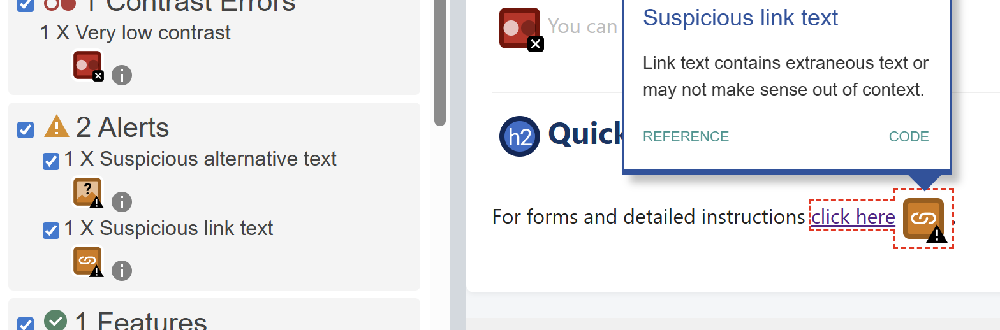 1 Contrast Errors
1 X Very low contrast
2 Alerts
1 X Suspicious alternative text
1 X Suspicious link text
1 Features
You can
Suspicious link text
Link text contains extraneous text or
may not make sense out of context.
REFERENCE CODE
h2 Quick
For forms and detailed instructions click here .